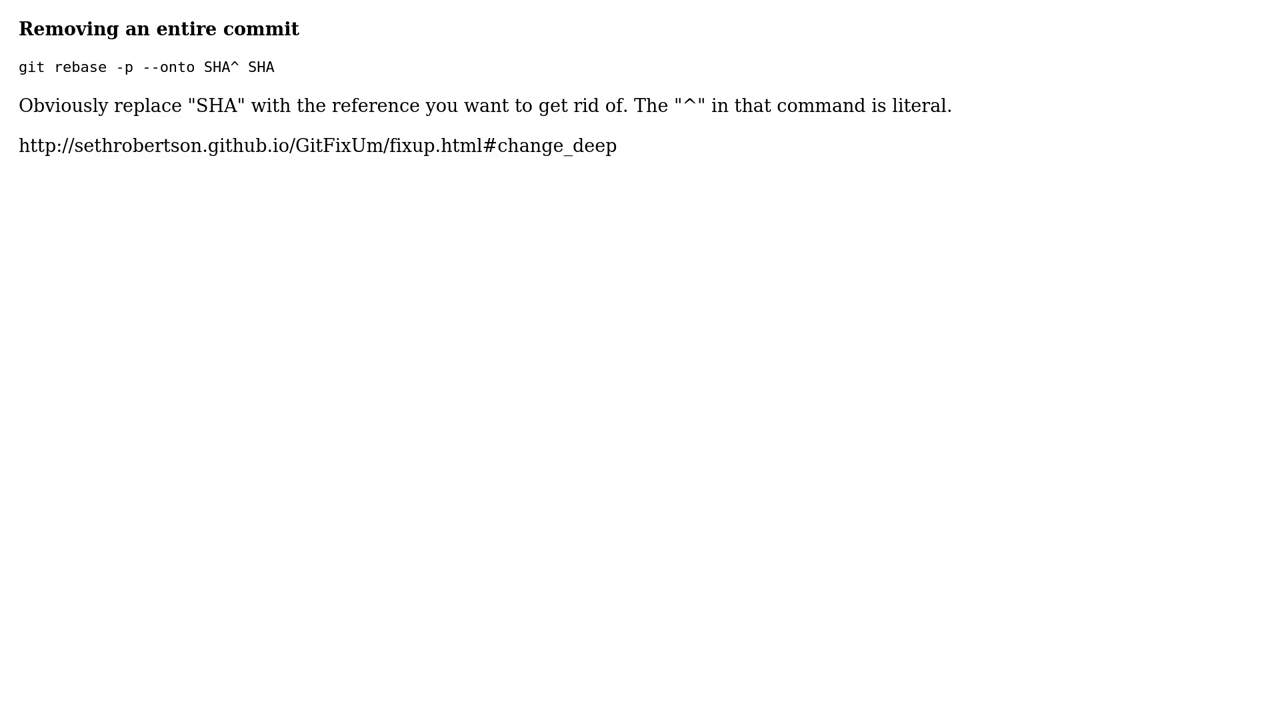 Removing an entire commit
git rebase -p --onto SHA^ SHA
Obviously replace "SHA" with the reference you want to get rid of. The "^" in that command is literal.
http://sethrobertson.github.io/GitFixUm/fixup.html#change_deep